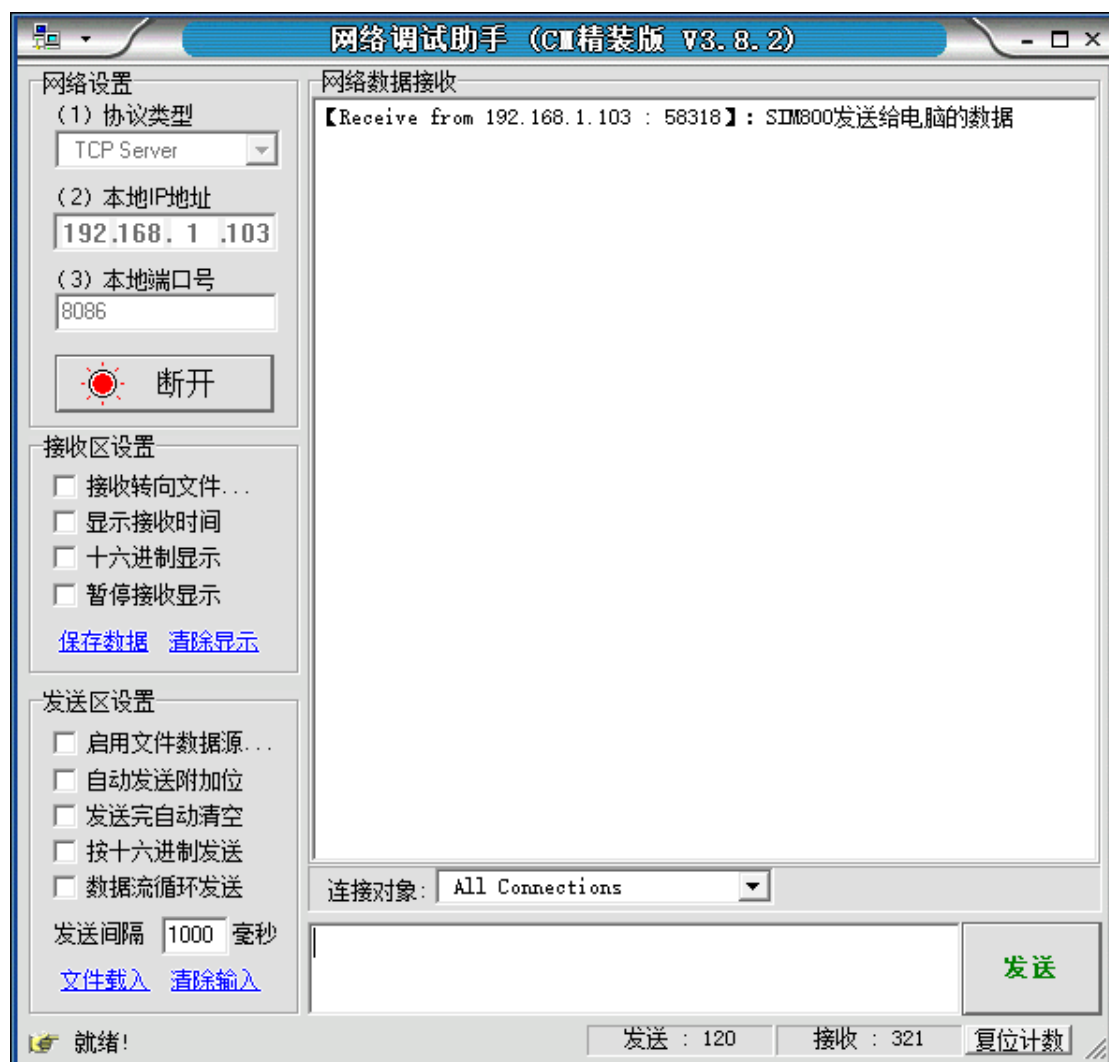 网络调试助手 (CM精装版 V3.8.2)
网络设置
(1) 协议类型
TCP Server
(2) 本地IP地址
192.168. 1 .103
(3) 本地端口号
8086
断开
接收区设置
接收转向文件...
显示接收时间
十六进制显示
暂停接收显示
保存数据 清除显示
发送区设置
启用文件数据源...
自动发送附加位
发送完自动清空
按十六进制发送
数据流循环发送
发送间隔 1000 毫秒
文件载入 清除输入
网络数据接收
【Receive from 192.168.1.103 : 58318】：SIM800发送给电脑的数据
连接对象: All Connections
发送
就绪! 发送 : 120 接收 : 321 复位计数